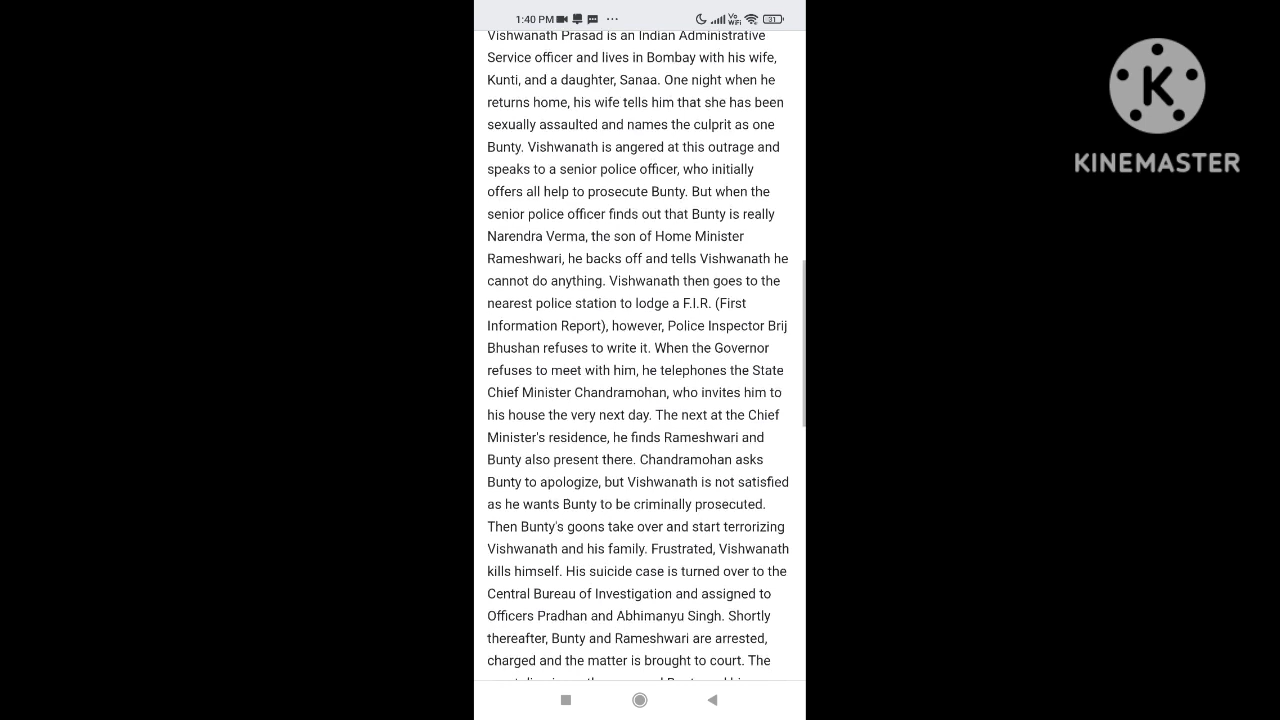 1:40 PM
Vo
WiFi
31
Vishwanath Prasad is an Indian Administrative
Service officer and lives in Bombay with his wife,
Kunti, and a daughter, Sanaa. One night when he
returns home, his wife tells him that she has been
sexually assaulted and names the culprit as one
Bunty. Vishwanath is angered at this outrage and
speaks to a senior police officer, who initially
offers all help to prosecute Bunty. But when the
senior police officer finds out that Bunty is really
Narendra Verma, the son of Home Minister
Rameshwari, he backs off and tells Vishwanath he
cannot do anything. Vishwanath then goes to the
nearest police station to lodge a F.I.R. (First
Information Report), however, Police Inspector Brij
Bhushan refuses to write it. When the Governor
refuses to meet with him, he telephones the State
Chief Minister Chandramohan, who invites him to
his house the very next day. The next at the Chief
Minister's residence, he finds Rameshwari and
Bunty also present there. Chandramohan asks
Bunty to apologize, but Vishwanath is not satisfied
as he wants Bunty to be criminally prosecuted.
Then Bunty's goons take over and start terrorizing
Vishwanath and his family. Frustrated, Vishwanath
kills himself. His suicide case is turned over to the
Central Bureau of Investigation and assigned to
Officers Pradhan and Abhimanyu Singh. Shortly
thereafter, Bunty and Rameshwari are arrested,
charged and the matter is brought to court. The
K
KINEMASTER